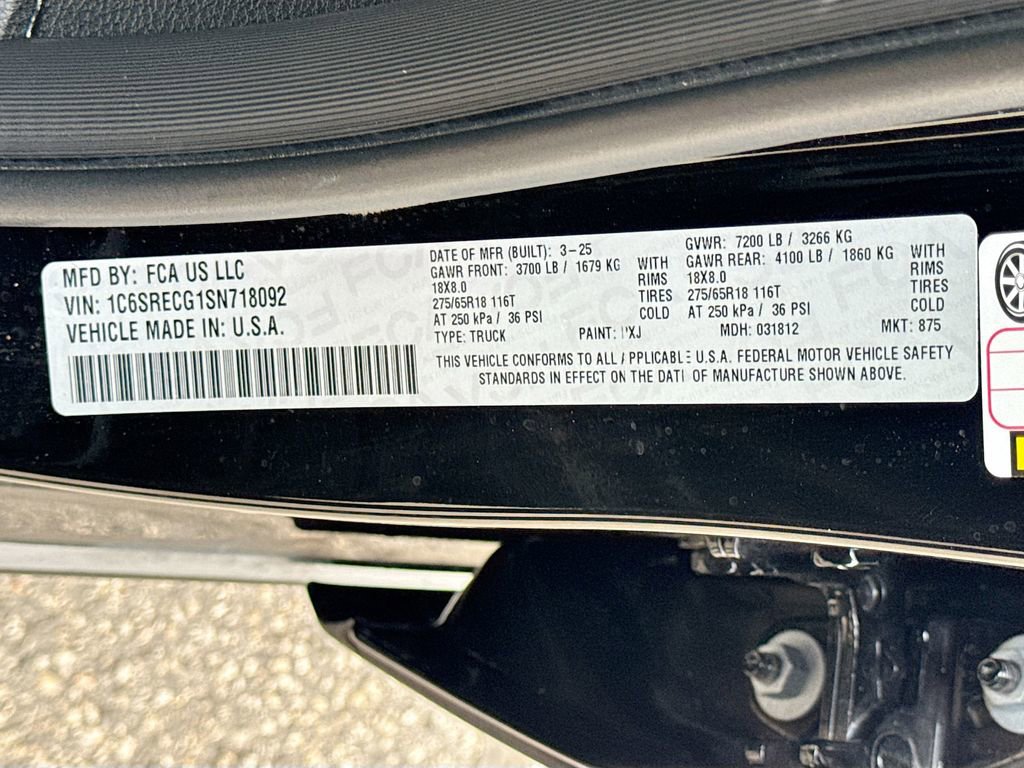 MFD BY: FCA US LLC
VIN: 1C6SRECG1SN718092
VEHICLE MADE IN: U.S.A.
DATE OF MFR (BUILT): 3-25
GAWR FRONT: 3700 LB / 1679 KG WITH
18X8.0 RIMS
275/65R18 116T TIRES
AT 250 kPa / 36 PSI COLD
TYPE: TRUCK PAINT: PXJ
GVWR: 7200 LB / 3266 KG
GAWR REAR: 4100 LB / 1860 KG WITH
18X8.0 RIMS
275/65R18 116T TIRES
AT 250 kPa / 36 PSI COLD
MDH: 031812 MKT: 875
THIS VEHICLE CONFORMS TO ALL APPLICABLE U.S.A. FEDERAL MOTOR VEHICLE SAFETY
STANDARDS IN EFFECT ON THE DATE OF MANUFACTURE SHOWN ABOVE.